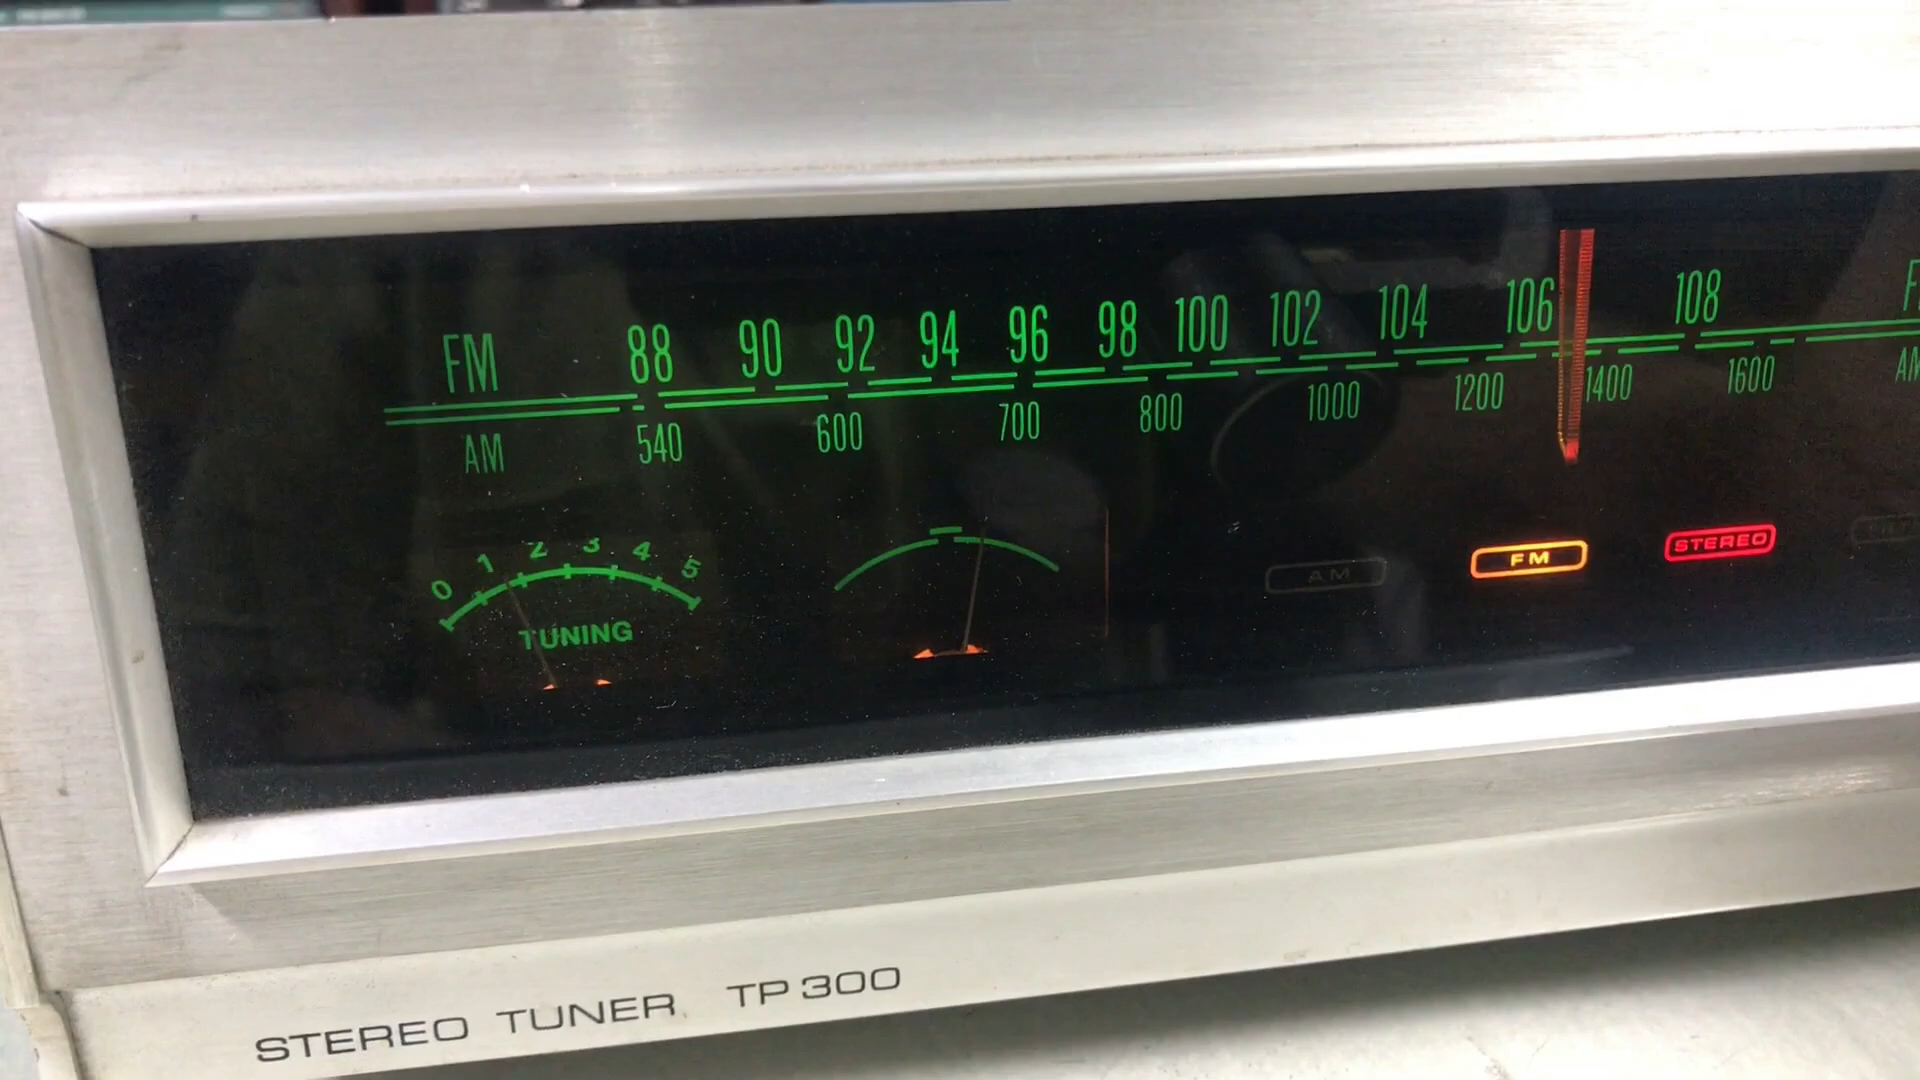 FM 88 90 92 94 96 98 100 102 104 106 108
AM 540 600 700 800 1000 1200 1400 1600 AM
0 1 2 3 4 5
TUNING
AM FM STEREO
STEREO TUNER TP300